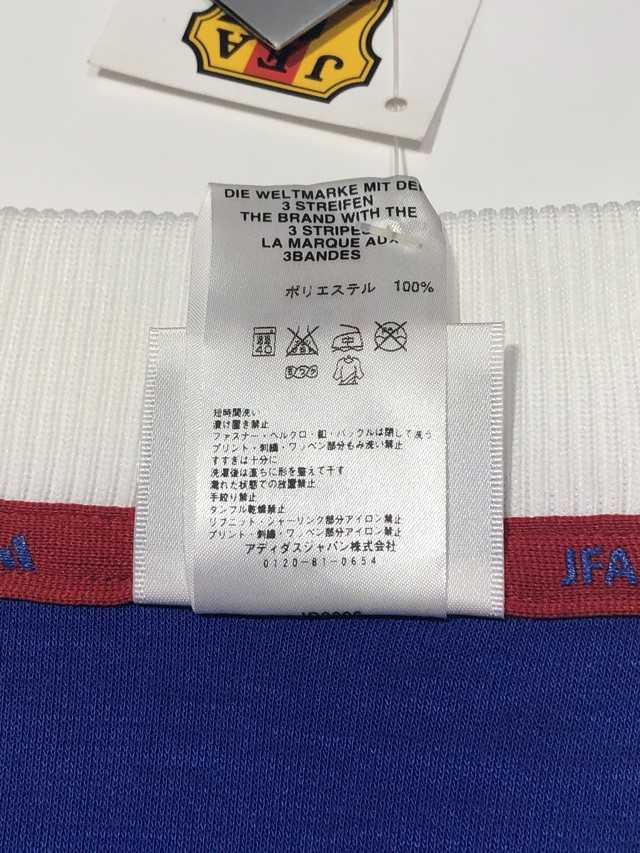 JFA
DIE WELTMARKE MIT DE
3 STREIFEN
THE BRAND WITH THE
3 STRIPES
LA MARQUE AUX
3BANDES
ポリエステル 100%
40
中
短時間洗い
漬け置き禁止
ファスナー・ベルクロ・釦・バックルは閉じて洗う
プリント・刺繍・ワッペン部分もみ洗い禁止
すすぎは十分に
洗濯後は直ちに形を整えて干す
濡れた状態での放置禁止
手絞り禁止
タンブル乾燥禁止
リブニット・シャーリング部分アイロン禁止
プリント・刺繍・ワッペン部分アイロン禁止
アディダスジャパン株式会社
0120-81-0654
JFA